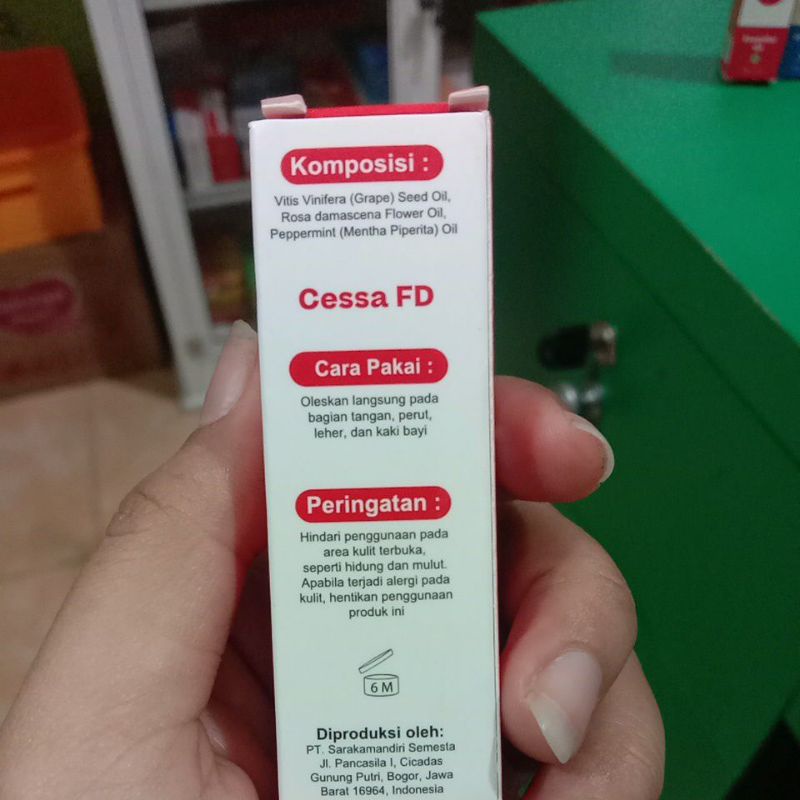 Komposisi :
Vitis Vinifera (Grape) Seed Oil,
Rosa damascena Flower Oil,
Peppermint (Mentha Piperita) Oil
Cessa FD
Cara Pakai :
Oleskan langsung pada
bagian tangan, perut,
leher, dan kaki bayi
Peringatan :
Hindari penggunaan pada
area kulit terbuka,
seperti hidung dan mulut.
Apabila terjadi alergi pada
kulit, hentikan penggunaan
produk ini
6 M
Diproduksi oleh:
PT. Sarakamandiri Semesta
Jl. Pancasila I, Cicadas
Gunung Putri, Bogor, Jawa
Barat 16964, Indonesia